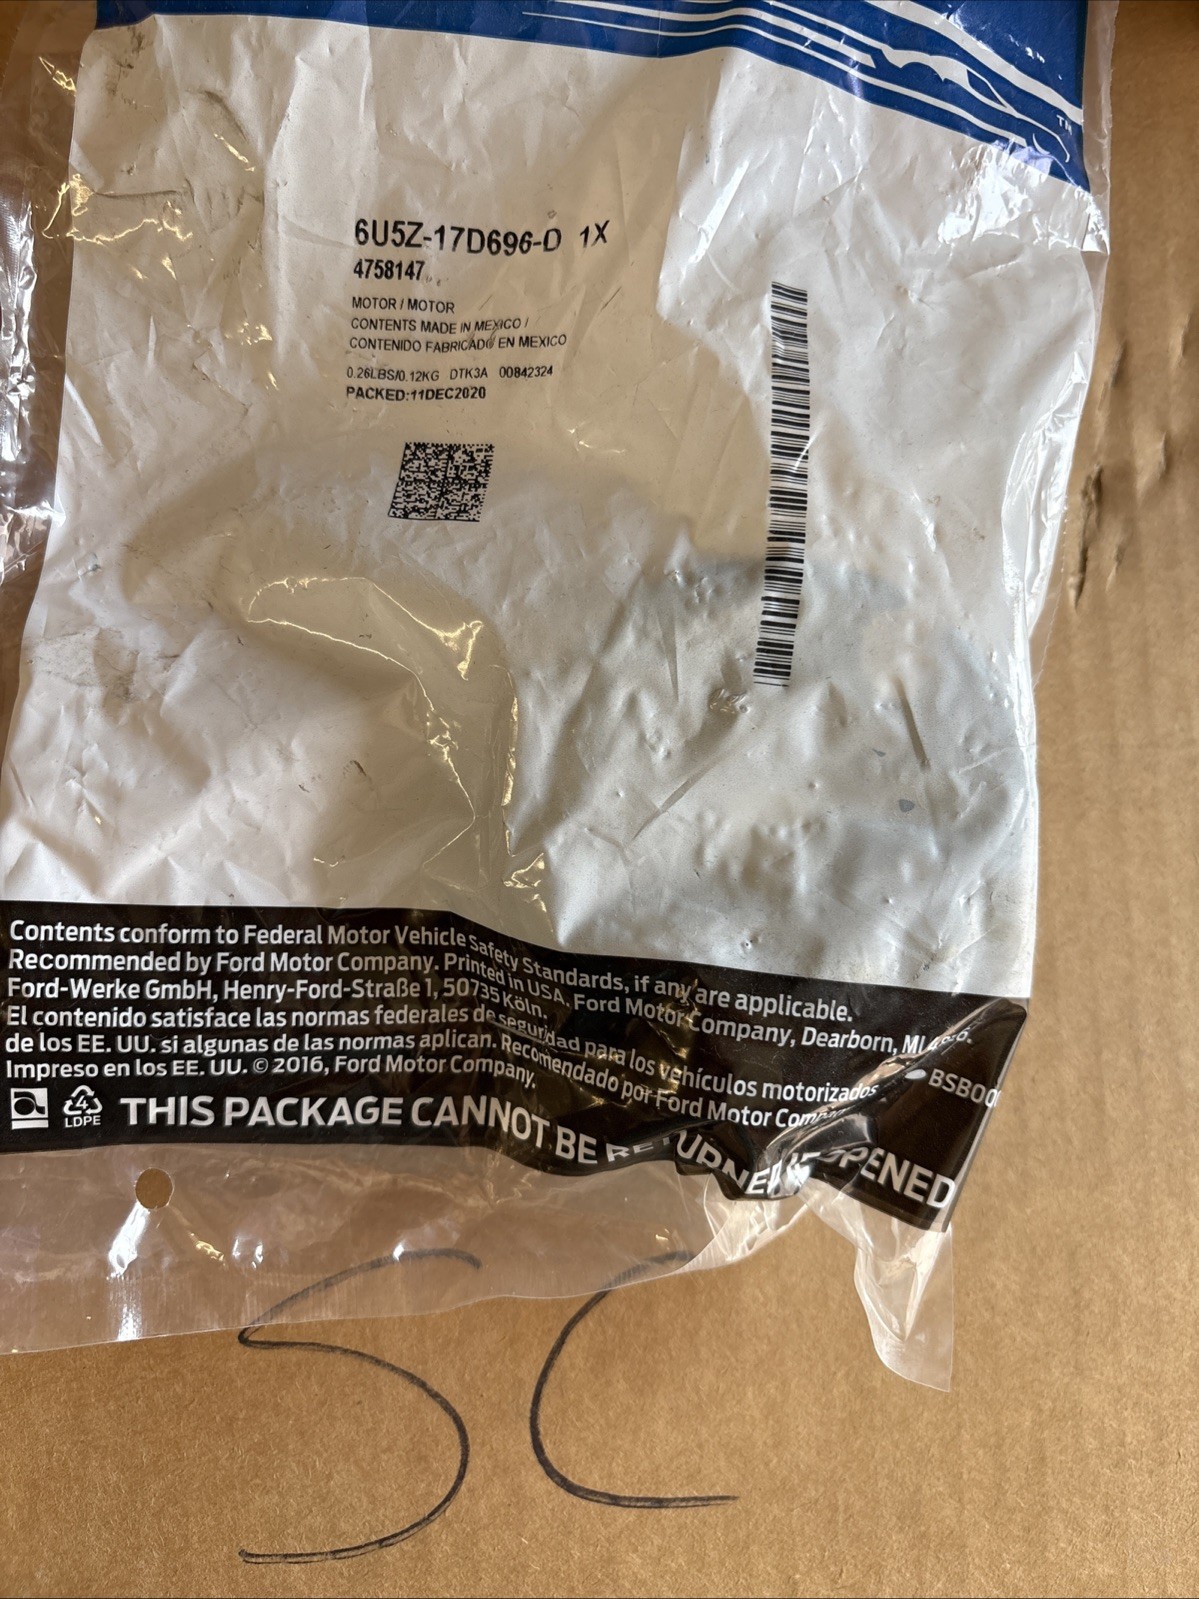 TM
6U5Z-17D696-D 1X
4758147
MOTOR / MOTOR
CONTENTS MADE IN MEXICO /
CONTENIDO FABRICADO EN MEXICO
0.26LBS/0.12KG DTK3A 00842324
PACKED:11DEC2020
Contents conform to Federal Motor Vehicle Safety Standards, if any are applicable.
Recommended by Ford Motor Company. Printed in USA. Ford Motor Company, Dearborn, MI
Ford-Werke GmbH, Henry-Ford-Straße 1, 50735 Köln.
El contenido satisface las normas federales de seguridad para los vehículos motorizados
de los EE. UU. si algunas de las normas aplican. Recomendado por Ford Motor
Impreso en los EE. UU. © 2016, Ford Motor Company.
4
LDPE
THIS PACKAGE CANNOT BE RETURNED IF OPENED
SC